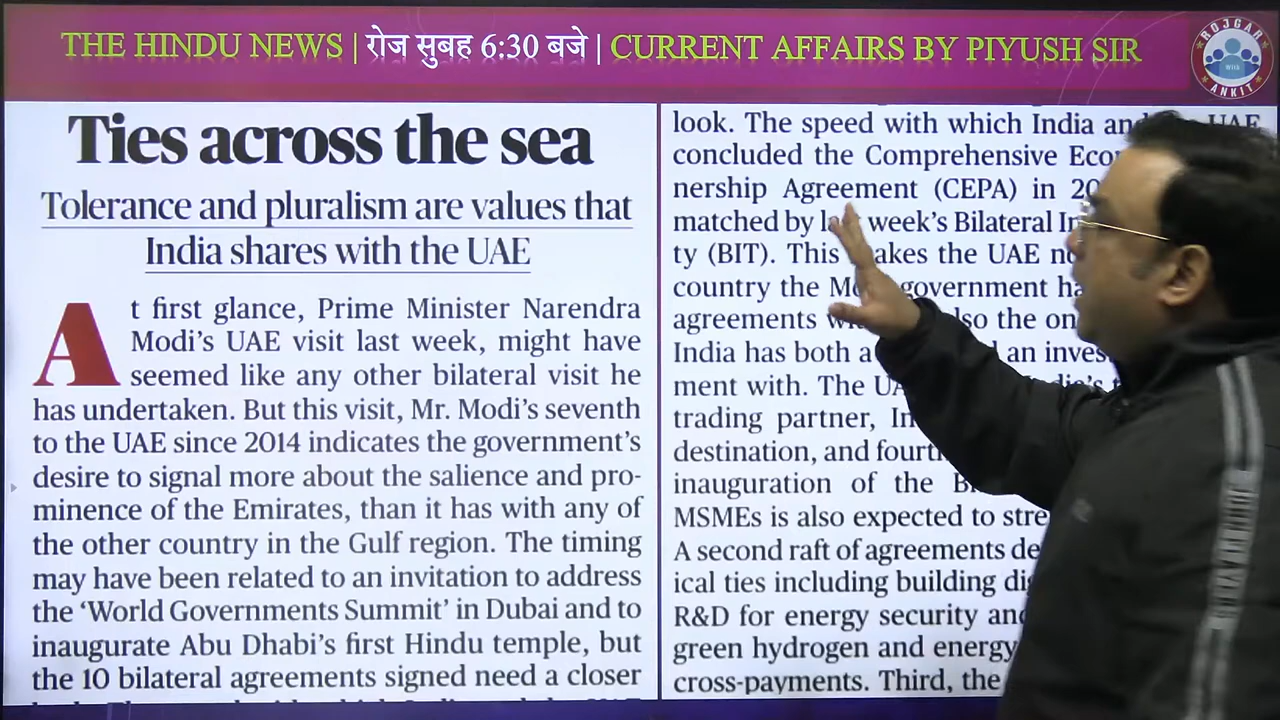 THE HINDU NEWS | रोज सुबह 6:30 बजे | CURRENT AFFAIRS BY PIYUSH SIR
ROJGAR
With
ANKIT
Ties across the sea
Tolerance and pluralism are values that
India shares with the UAE
At first glance, Prime Minister Narendra
Modi’s UAE visit last week, might have
seemed like any other bilateral visit he
has undertaken. But this visit, Mr. Modi’s seventh
to the UAE since 2014 indicates the government’s
desire to signal more about the salience and pro-
minence of the Emirates, than it has with any of
the other country in the Gulf region. The timing
may have been related to an invitation to address
the ‘World Governments Summit’ in Dubai and to
inaugurate Abu Dhabi’s first Hindu temple, but
the 10 bilateral agreements signed need a closer
look. The speed with which India and UAE
concluded the Comprehensive
nership Agreement (CEPA) in
matched by week’s Bilateral
ty (BIT). This the UAE
country the government
agreements the
India has both a an
ment with. The
trading partner,
destination, and
inauguration of the
MSMEs is also expected to
A second raft of agreements
ical ties including building
R&D for energy security
green hydrogen and energy
cross-payments. Third, the